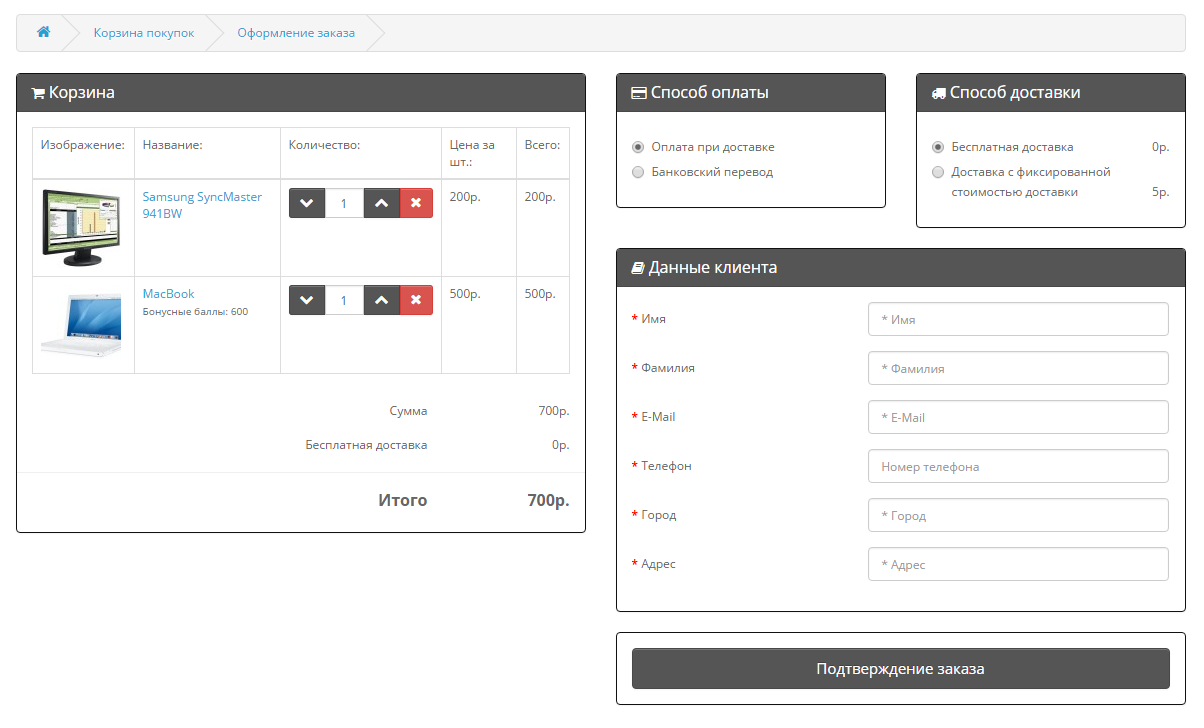 Корзина покупок
Оформление заказа
Корзина
Изображение:
Название:
Количество:
Цена за
шт.:
Всего:
Samsung SyncMaster
941BW
1
200р.
200р.
MacBook
Бонусные баллы: 600
1
500р.
500р.
Сумма
700р.
Бесплатная доставка
0р.
Итого
700р.
Способ оплаты
Оплата при доставке
Банковский перевод
Способ доставки
Бесплатная доставка
0р.
Доставка с фиксированной
стоимостью доставки
5р.
Данные клиента
* Имя
* Имя
* Фамилия
* Фамилия
* E-Mail
* E-Mail
* Телефон
Номер телефона
* Город
* Город
* Адрес
* Адрес
Подтверждение заказа